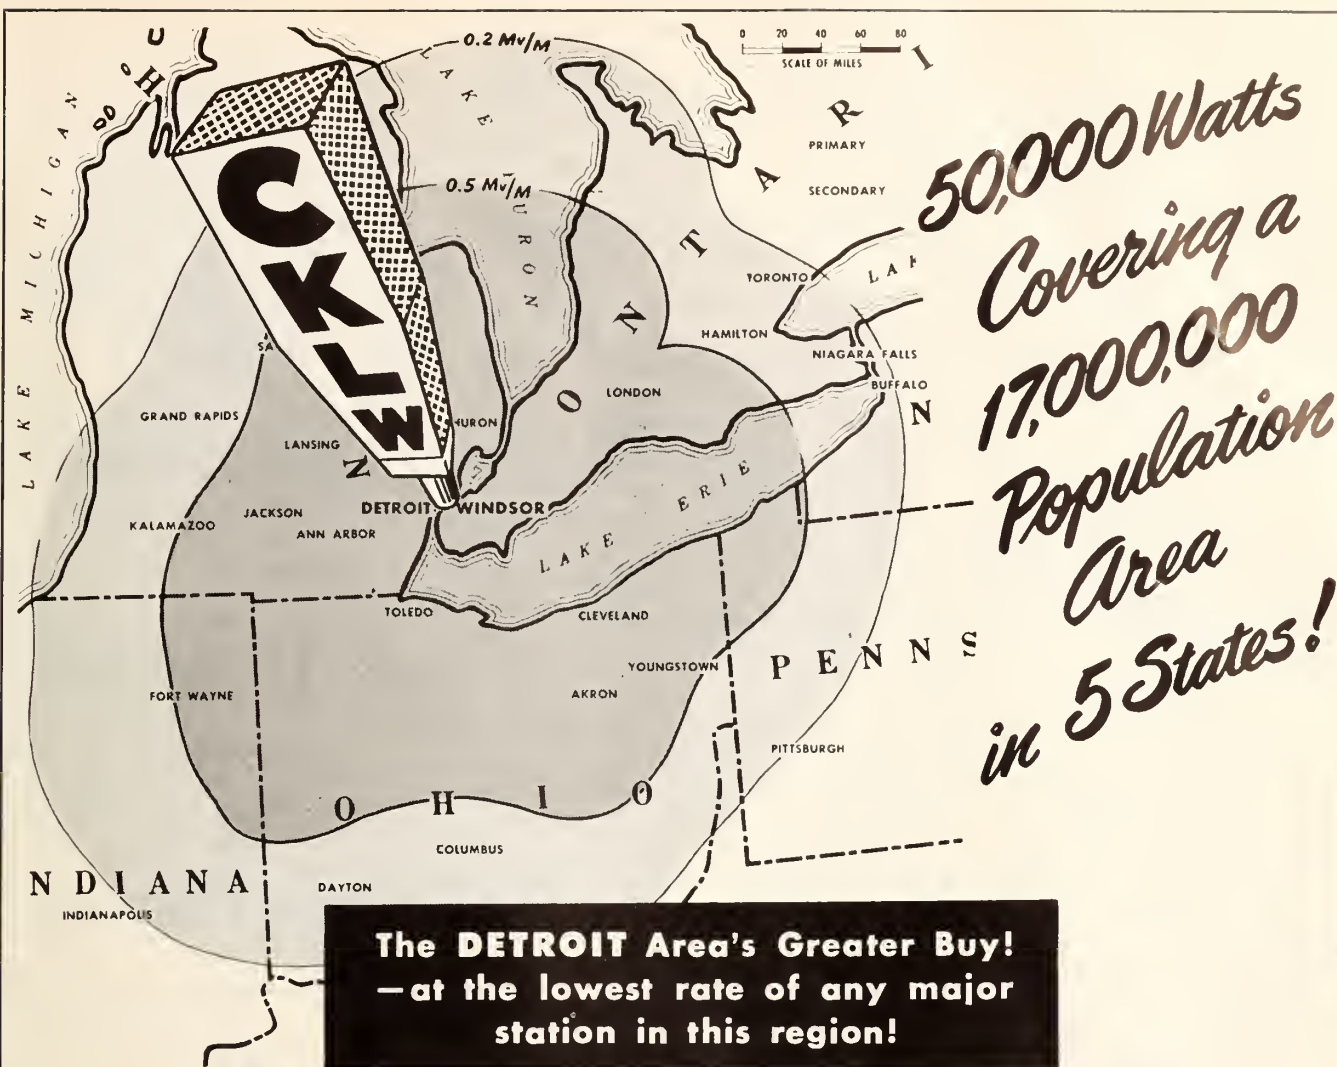 0.2 Mv/M
0 20 40 60 80
SCALE OF MILES
PRIMARY
SECONDARY
0.5 Mv/M
CKLW
LAKE MICHIGAN
LAKE HURON
ONTARI
TORONTO
LAK
HAMILTON
NIAGARA FALLS
BUFFALO
LONDON
GRAND RAPIDS
LANSING
HURON
SA
N
N
DETROIT
WINDSOR
KALAMAZOO
JACKSON
ANN ARBOR
LAKE ERIE
TOLEDO
CLEVELAND
YOUNGSTOWN
PENNS
FORT WAYNE
AKRON
PITTSBURGH
OHIO
COLUMBUS
NDIANA
DAYTON
INDIANAPOLIS
50,000 Watts
Covering a
17,000,000
Population
Area
in 5 States!
The DETROIT Area's Greater Buy!
—at the lowest rate of any major
station in this region!